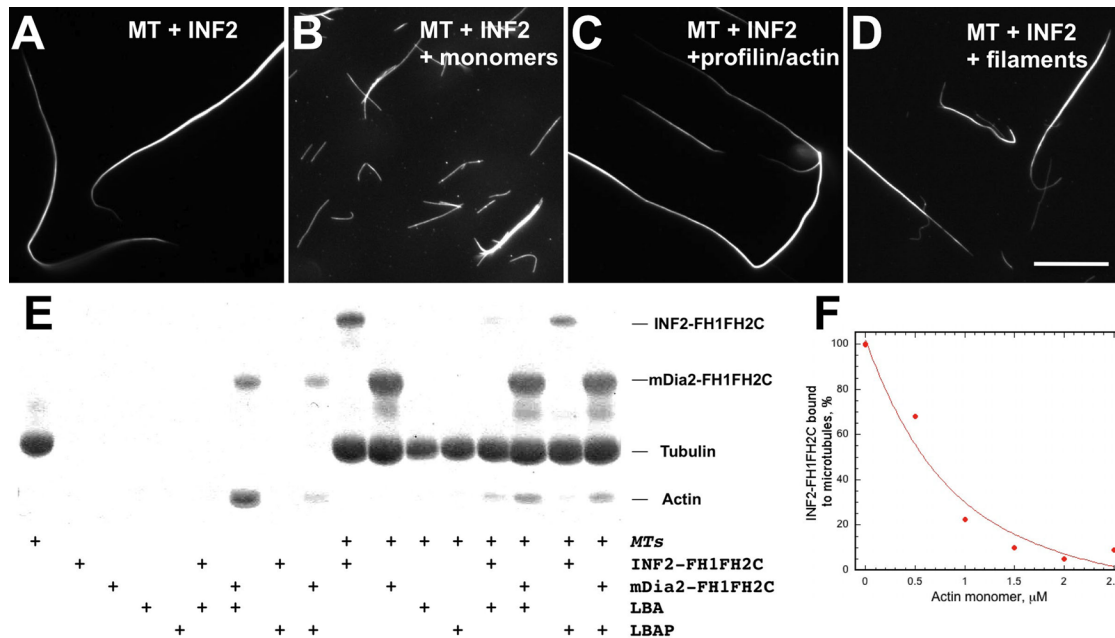 A
MT + INF2
B
MT + INF2
+ monomers
C
MT + INF2
+profilin/actin
D
MT + INF2
+ filaments
E
INF2-FH1FH2C
mDia2-FH1FH2C
Tubulin
Actin
+ + + + + + + + MTs
+ + + + + + INF2-FH1FH2C
+ + + + + + mDia2-FH1FH2C
+ + + + + + LBA
+ + + + + + LBAP
F
INF2-FH1FH2C bound
to microtubules, %
100
80
60
40
20
0
0 0.5 1 1.5 2
Actin monomer, μM